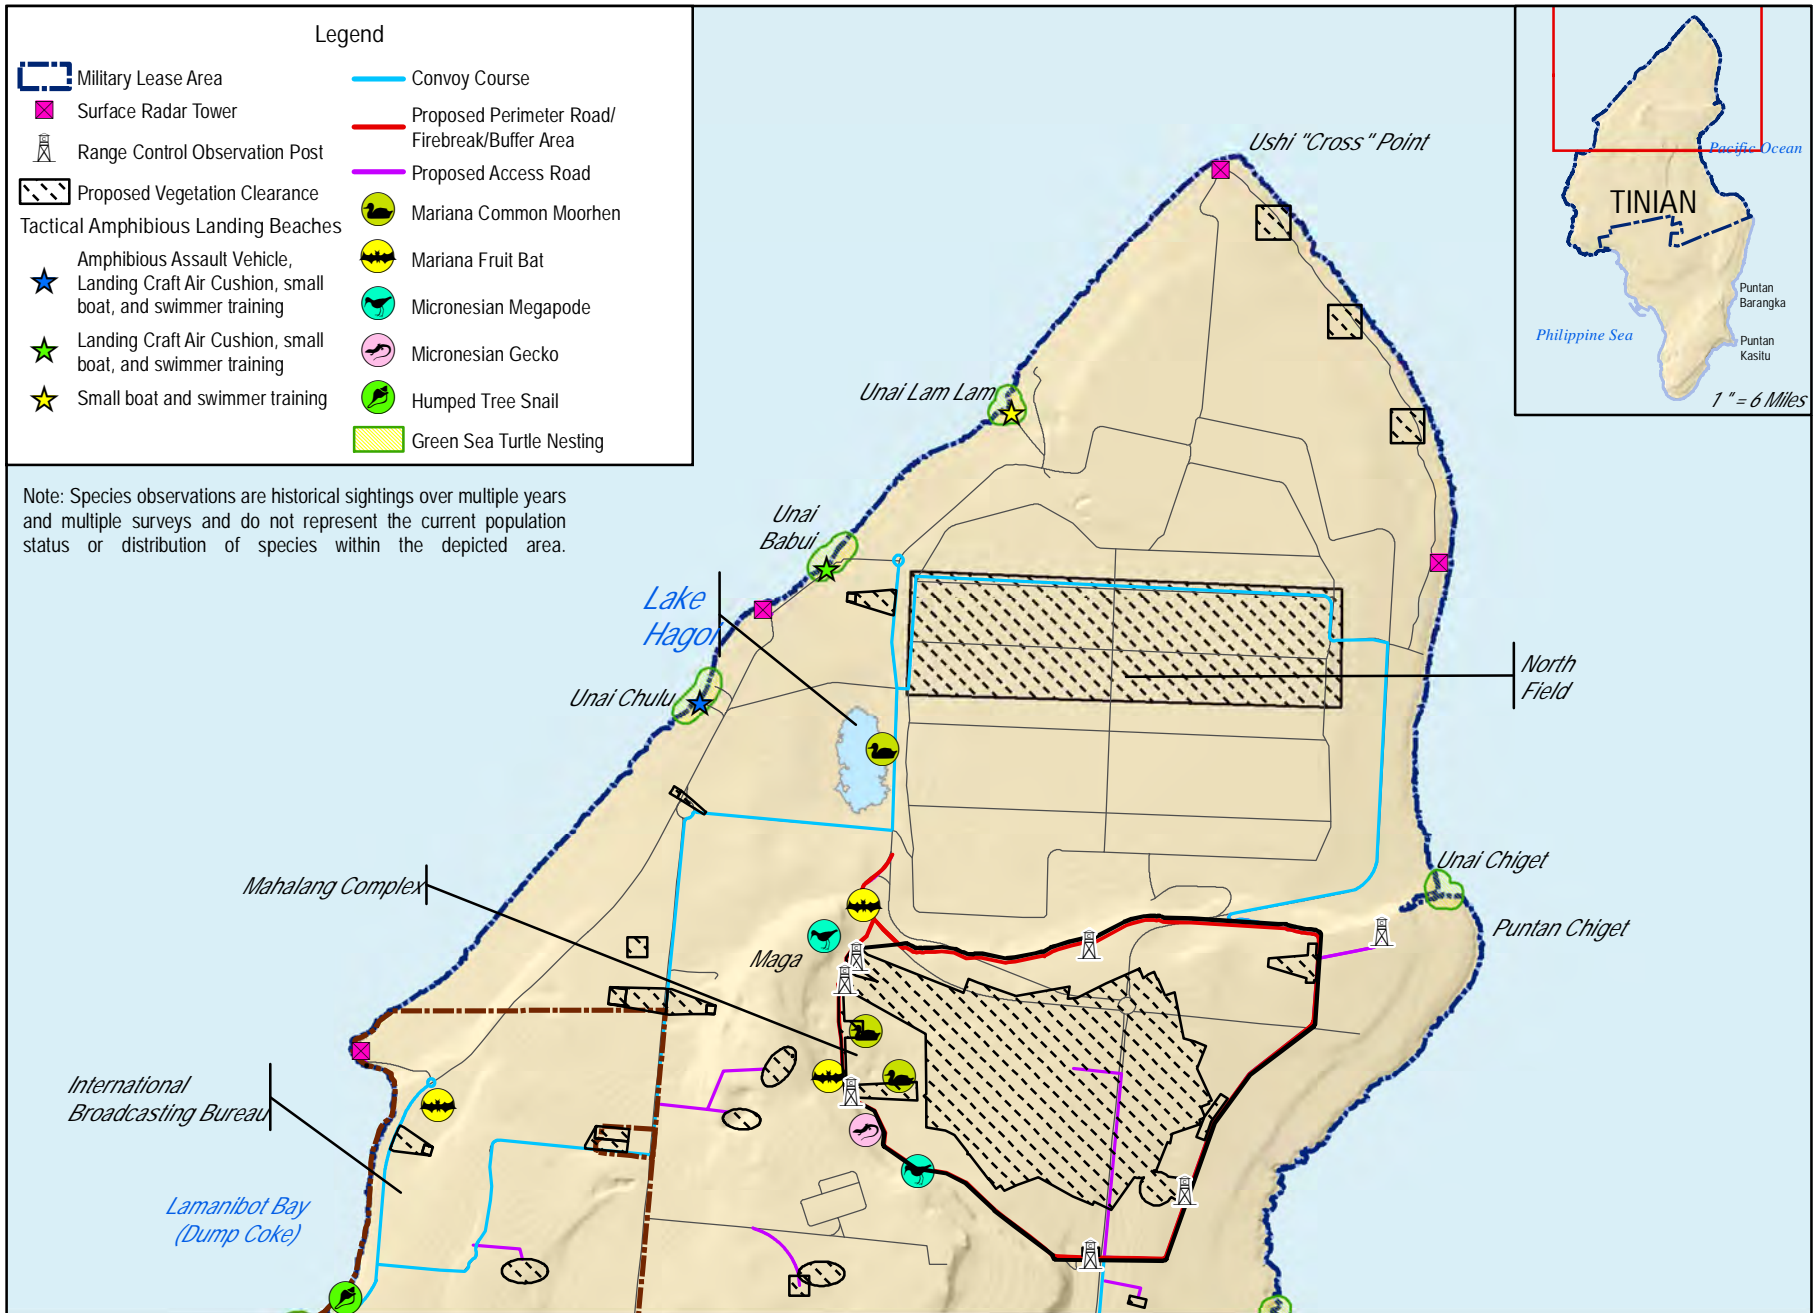 Legend
Military Lease Area
Surface Radar Tower
Range Control Observation Post
Proposed Vegetation Clearance
Tactical Amphibious Landing Beaches
Amphibious Assault Vehicle,
Landing Craft Air Cushion, small
boat, and swimmer training
Landing Craft Air Cushion, small
boat, and swimmer training
Small boat and swimmer training
Convoy Course
Proposed Perimeter Road/
Firebreak/Buffer Area
Proposed Access Road
Mariana Common Moorhen
Mariana Fruit Bat
Micronesian Megapode
Micronesian Gecko
Humped Tree Snail
Green Sea Turtle Nesting
Note: Species observations are historical sightings over multiple years
and multiple surveys and do not represent the current population
status or distribution of species within the depicted area.
Pacific Ocean
TINIAN
Puntan
Barangka
Philippine Sea
Puntan
Kasitu
1 " = 6 Miles
Ushi "Cross" Point
Unai Lam Lam
Unai
Babui
Lake
Hagoi
Unai Chulu
North
Field
Unai Chiget
Puntan Chiget
Mahalang Complex
Maga
International
Broadcasting Bureau
Lamanibot Bay
(Dump Coke)